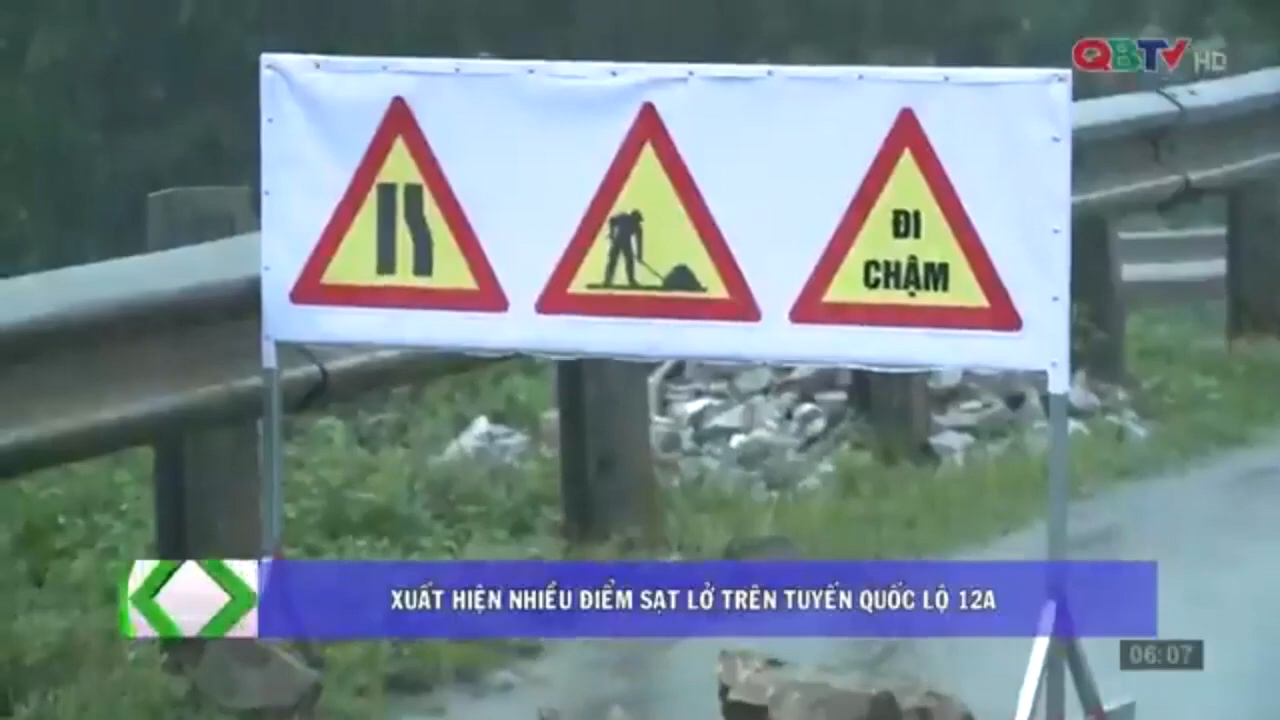 QBTV HD
ĐI
CHẬM
XUẤT HIỆN NHIỀU ĐIỂM SẠT LỞ TRÊN TUYẾN QUỐC LỘ 12A
06:07